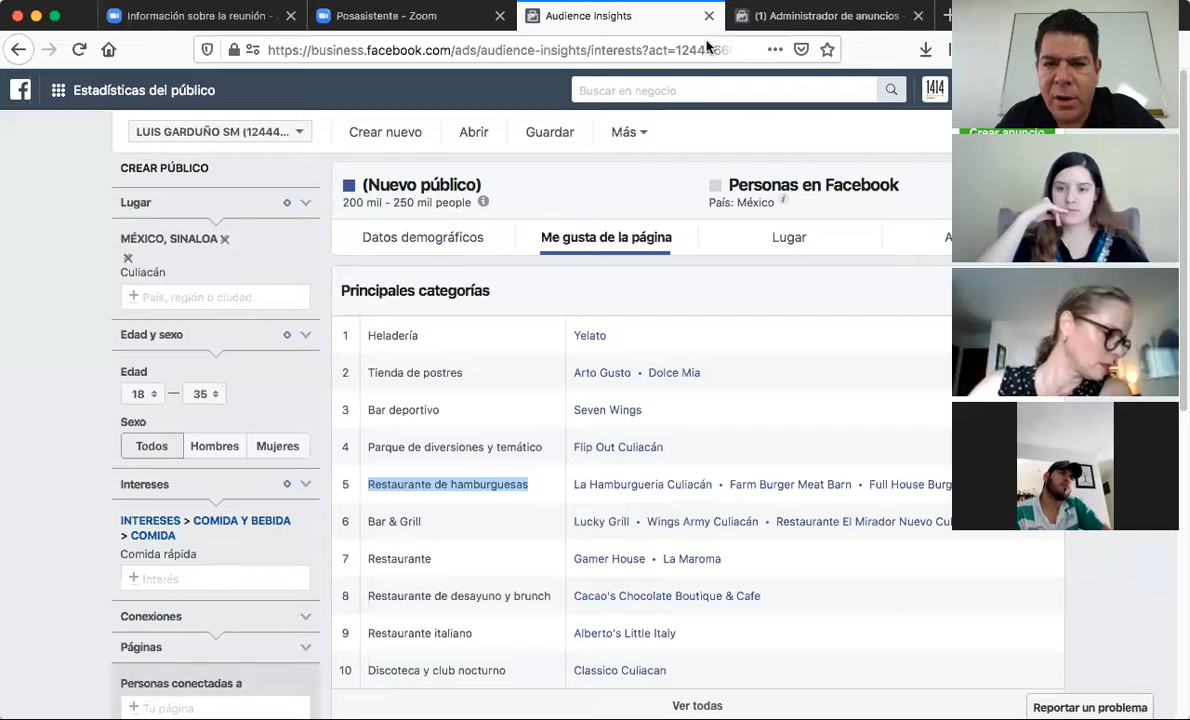 Información sobre la reunión -
Posasistente - Zoom
Audience Insights
(1) Administrador de anuncios
https://business.facebook.com/ads/audience-insights/interests?act=1244
Estadísticas del público
Buscar en negocio
1414
LUIS GARDUÑO SM (12444...
Crear nuevo
Abrir
Guardar
Más
Crear anuncio
CREAR PÚBLICO
Lugar
MÉXICO, SINALOA
Culiacán
País, región o ciudad
Edad y sexo
Edad
18 — 35
Sexo
Todos Hombres Mujeres
Intereses
INTERESES > COMIDA Y BEBIDA
> COMIDA
Comida rápida
Interés
Conexiones
Páginas
Personas conectadas a
Tu página
(Nuevo público)
200 mil - 250 mil people
Personas en Facebook
País: México
Datos demográficos
Me gusta de la página
Lugar
A
Principales categorías
1 Heladería Yelato
2 Tienda de postres Arto Gusto • Dolce Mia
3 Bar deportivo Seven Wings
4 Parque de diversiones y temático Flip Out Culiacán
5 Restaurante de hamburguesas La Hamburgueria Culiacán • Farm Burger Meat Barn • Full House Burg
6 Bar & Grill Lucky Grill • Wings Army Culiacán • Restaurante El Mirador Nuevo Cul
7 Restaurante Gamer House • La Maroma
8 Restaurante de desayuno y brunch Cacao's Chocolate Boutique & Cafe
9 Restaurante italiano Alberto's Little Italy
10 Discoteca y club nocturno Classico Culiacan
Ver todas
Reportar un problema